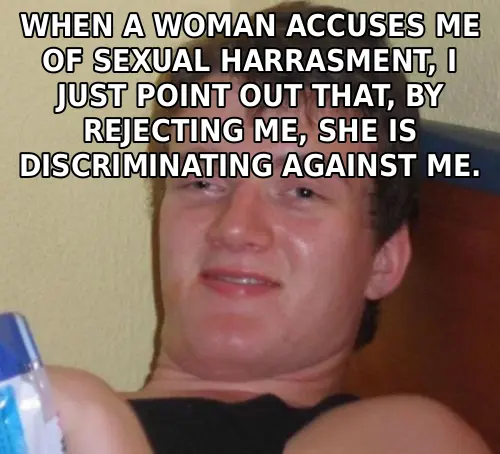 WHEN A WOMAN ACCUSES ME
OF SEXUAL HARRASMENT, I
JUST POINT OUT THAT, BY
REJECTING ME, SHE IS
DISCRIMINATING AGAINST ME.